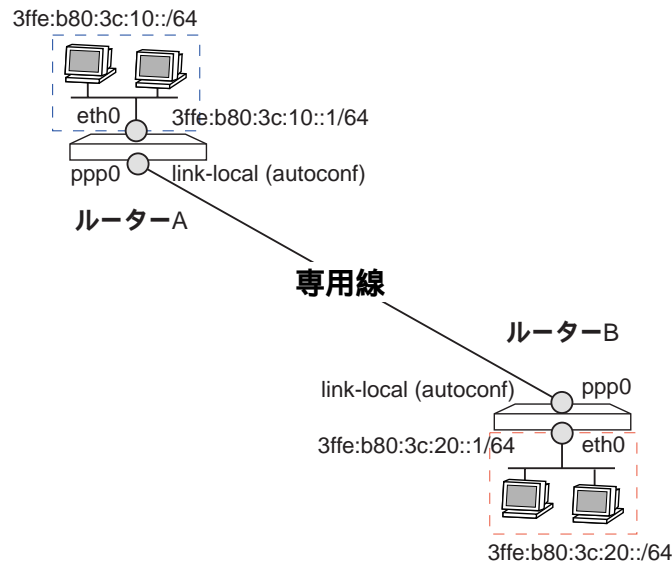 3ffe:b80:3c:10::/64
eth0
3ffe:b80:3c:10::1/64
ppp0
link-local (autoconf)
ルーターA
専用線
ルーターB
link-local (autoconf)
ppp0
3ffe:b80:3c:20::1/64
eth0
3ffe:b80:3c:20::/64